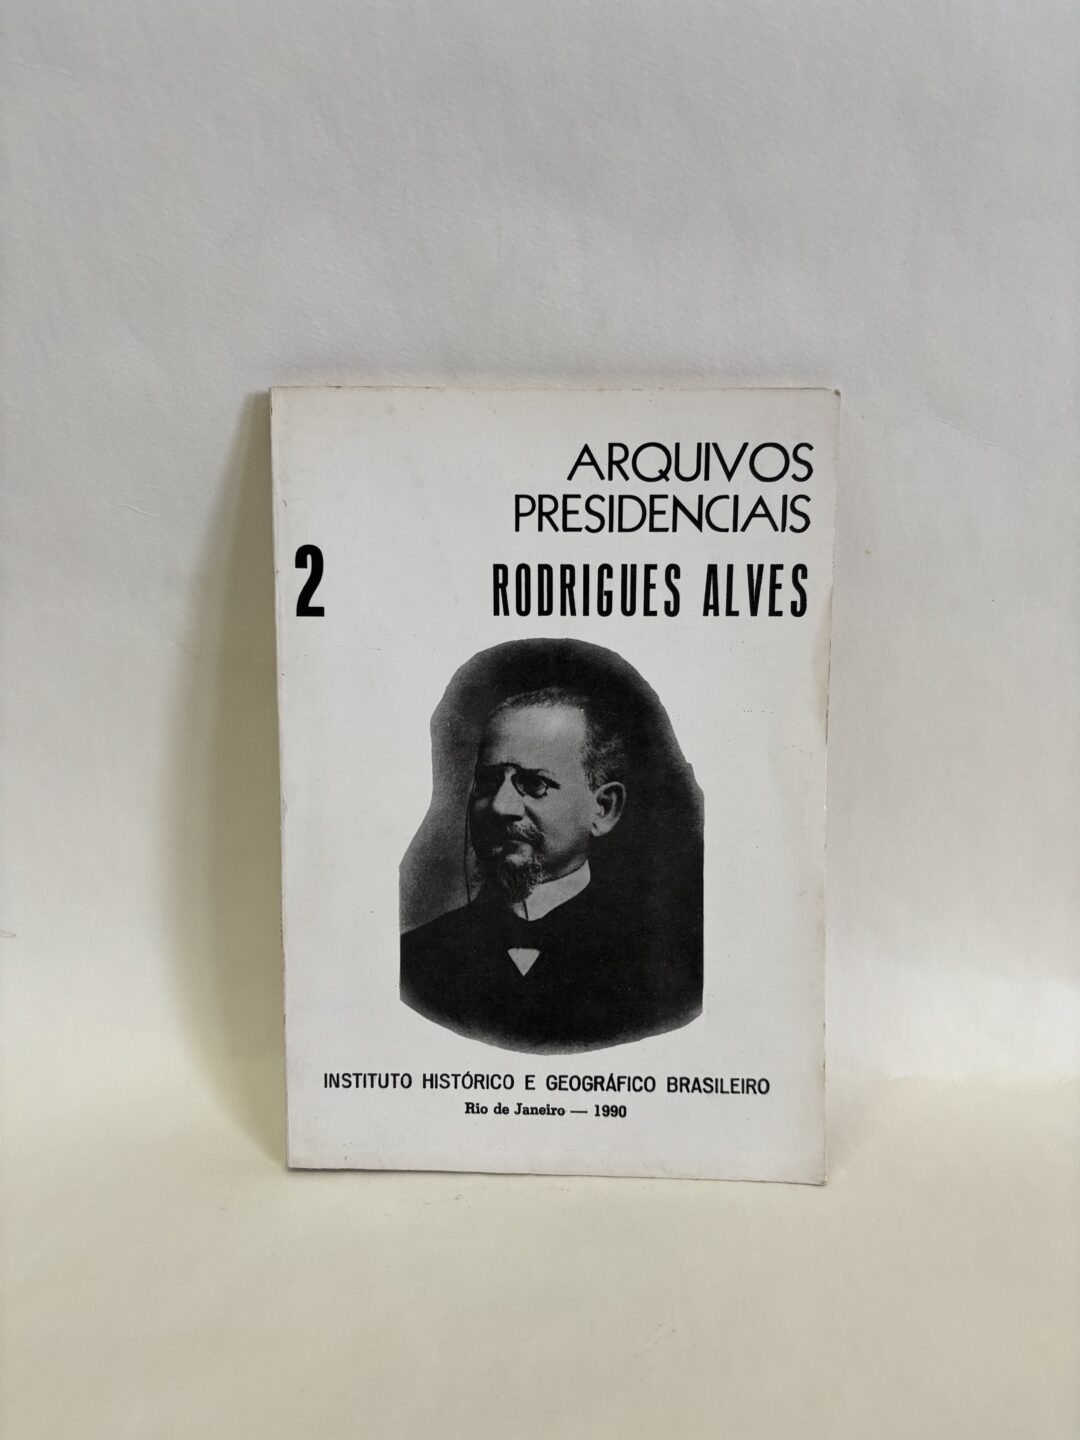 ARQUIVOS
PRESIDENCIAIS
2 RODRIGUES ALVES
INSTITUTO HISTÓRICO E GEOGRÁFICO BRASILEIRO
Rio de Janeiro — 1990